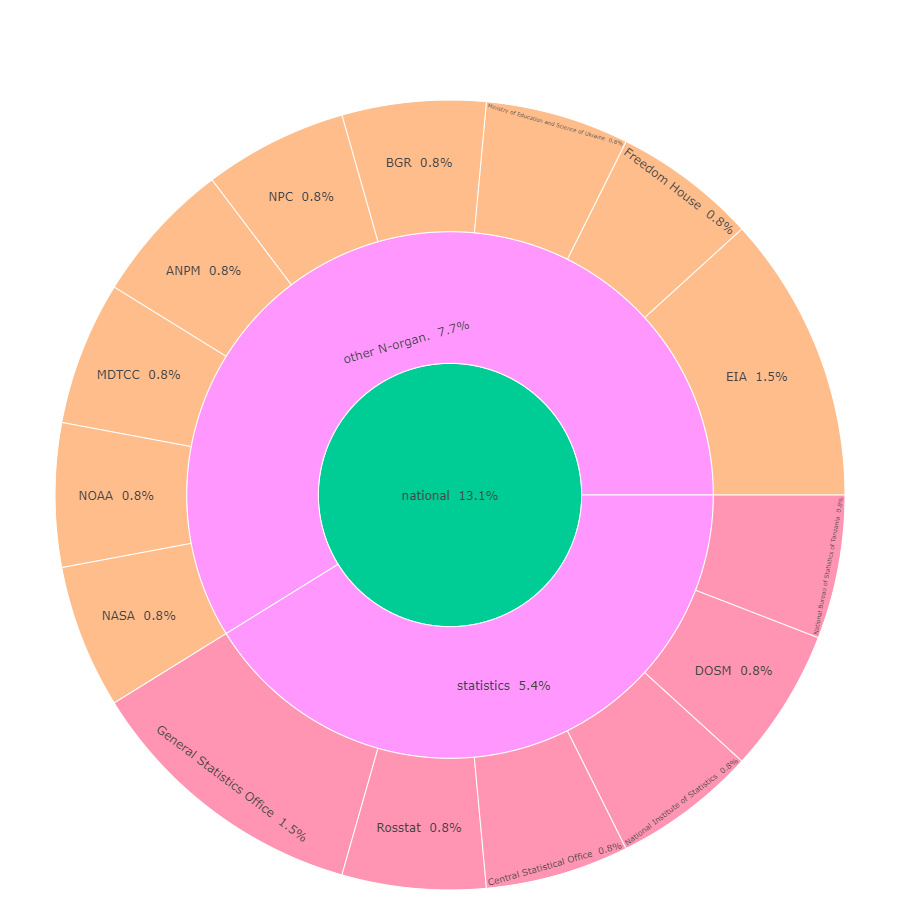 Ministry of Education and Science of Ukraine 0.8%
BGR 0.8%
Freedom House 0.8%
NPC 0.8%
ANPM 0.8%
other N-organ. 7.7%
MDTCC 0.8%
EIA 1.5%
NOAA 0.8%
national 13.1%
National Bureau of Statistics of Tanzania 0.8%
NASA 0.8%
DOSM 0.8%
statistics 5.4%
General Statistics Office 1.5%
National Institute of Statistics 0.8%
Rosstat 0.8%
Central Statistical Office 0.8%